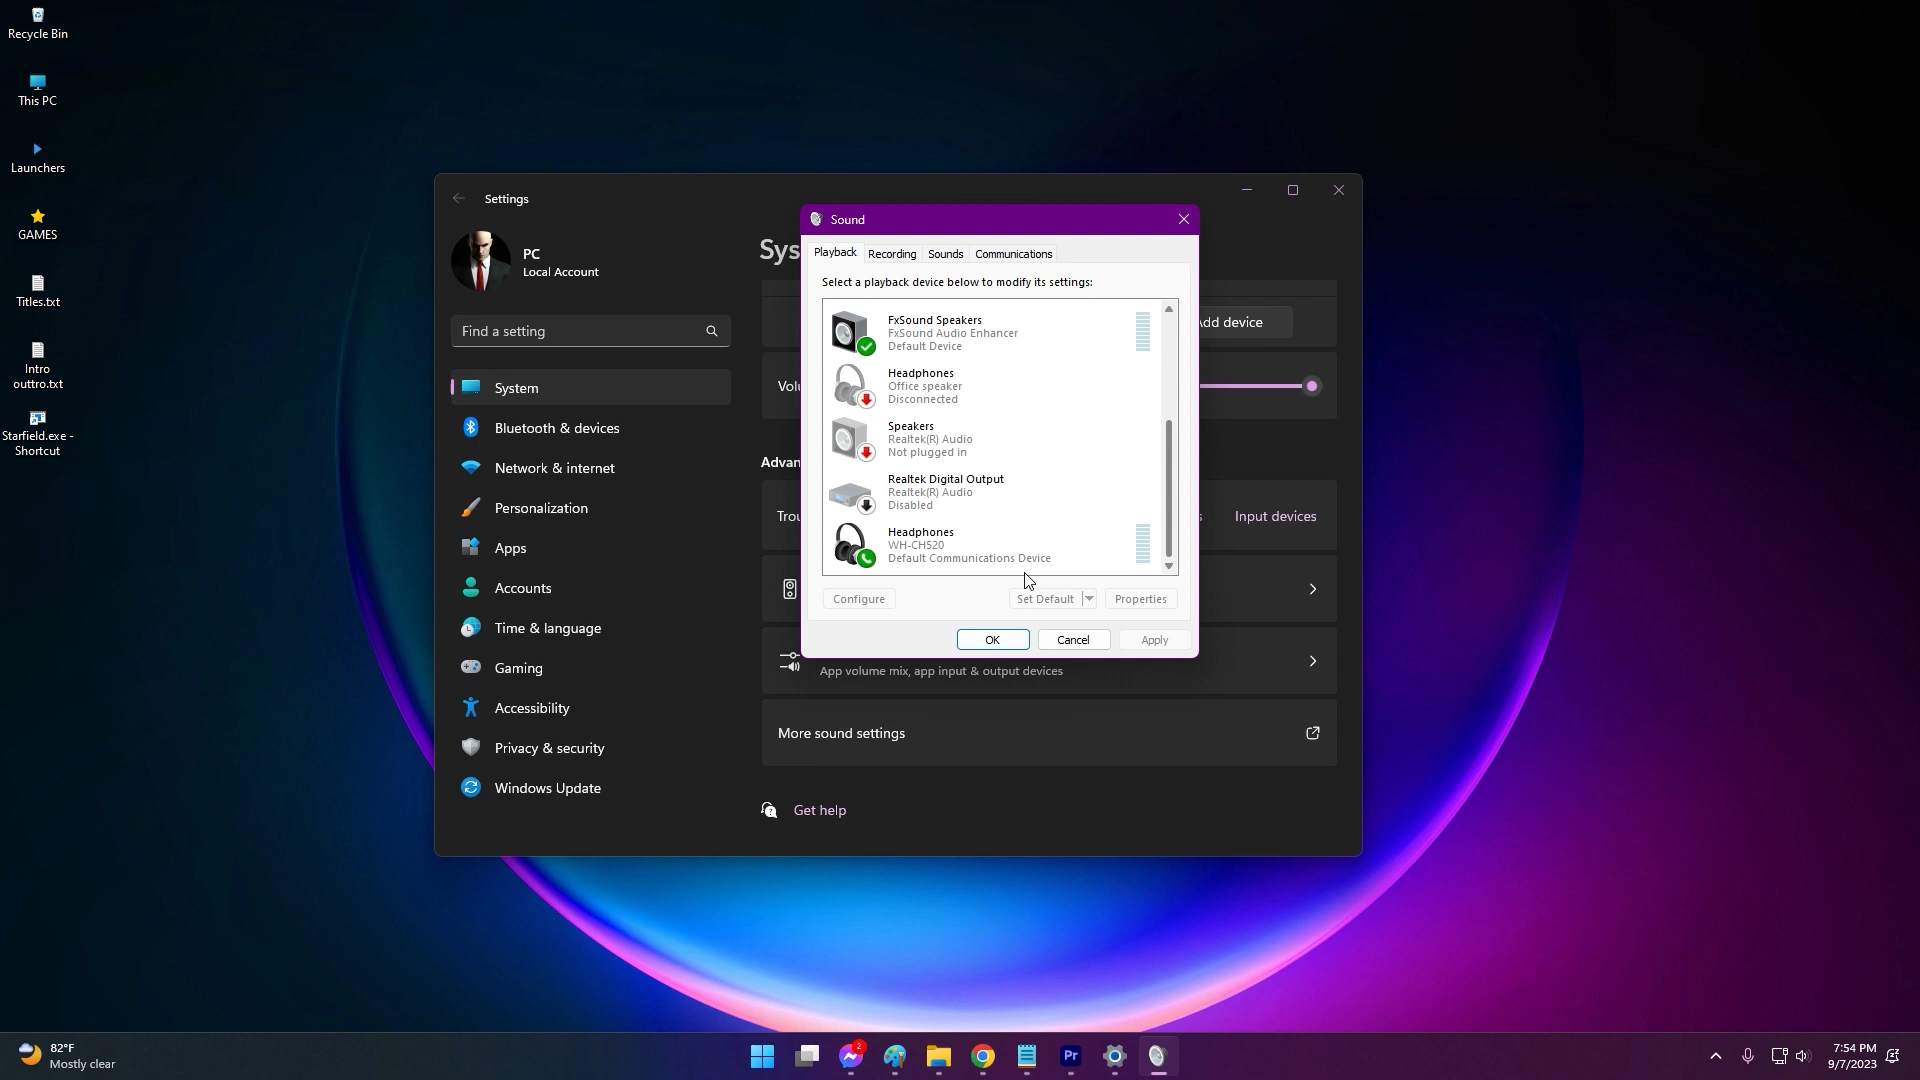 Recycle Bin
This PC
Launchers
GAMES
Titles.txt
Intro
outtro.txt
Starfield.exe -
Shortcut
Settings
PC
Local Account
Find a setting
System
Bluetooth & devices
Network & internet
Personalization
Apps
Accounts
Time & language
Gaming
Accessibility
Privacy & security
Windows Update
Sys
Add device
Volu
Advan
Trou
s
Input devices
App volume mix, app input & output devices
More sound settings
Get help
Sound
Playback
Recording
Sounds
Communications
Select a playback device below to modify its settings:
FxSound Speakers
FxSound Audio Enhancer
Default Device
Headphones
Office speaker
Disconnected
Speakers
Realtek(R) Audio
Not plugged in
Realtek Digital Output
Realtek(R) Audio
Disabled
Headphones
WH-CH520
Default Communications Device
Configure
Set Default
Properties
OK
Cancel
Apply
82°F
Mostly clear
2
Pr
7:54 PM
9/7/2023